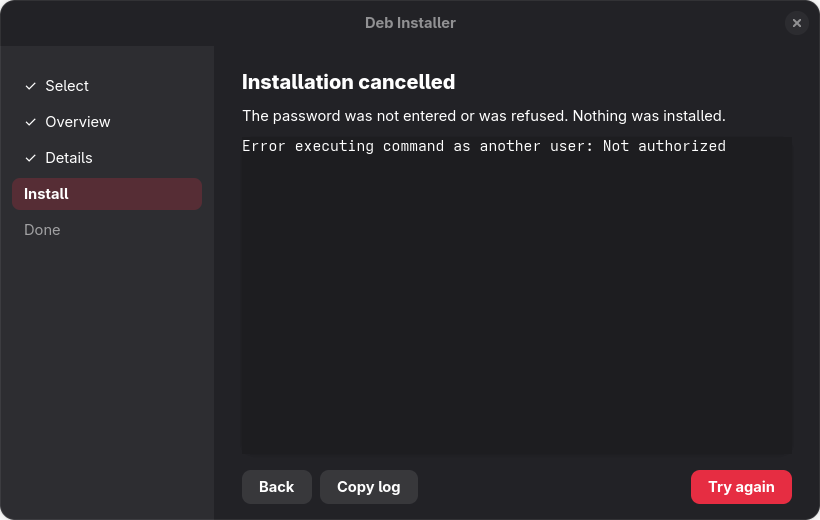 Deb Installer
✓ Select
✓ Overview
✓ Details
Install
Done
Installation cancelled
The password was not entered or was refused. Nothing was installed.
Error executing command as another user: Not authorized
Back
Copy log
Try again